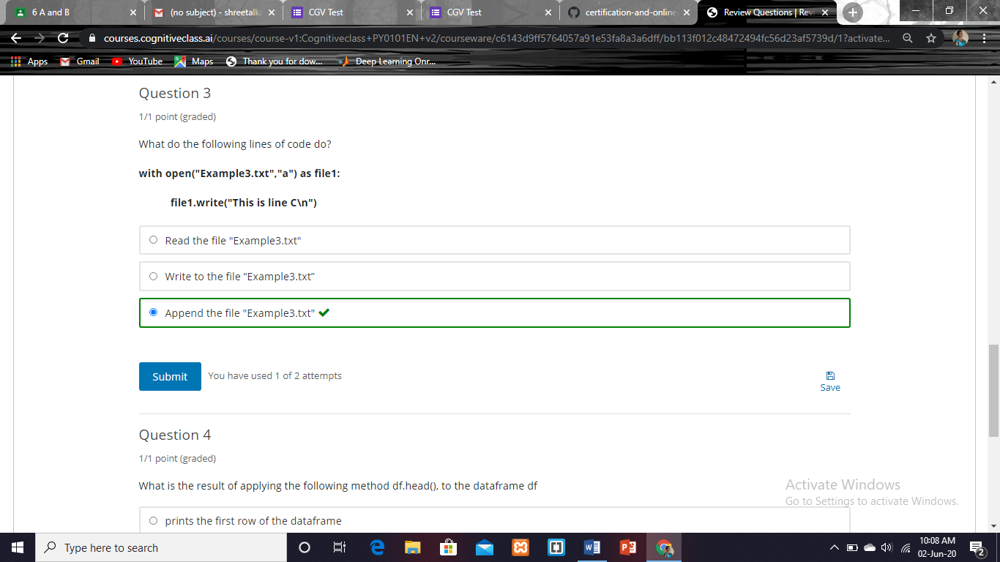 6 A and B
(no subject) - shreetalk
CGV Test
CGV Test
certification-and-online
Review Questions | Rev
courses.cognitiveclass.ai/courses/course-v1:Cognitiveclass+PY0101EN+v2/courseware/c6143d9ff5764057a91e53fa8a3a6dff/bb113f012c48472494fc56d23af5739d/1?activate...
Apps
Gmail
YouTube
Maps
Thank you for dow...
Deep Learning Onr...
Question 3
1/1 point (graded)
What do the following lines of code do?
with open("Example3.txt","a") as file1:
file1.write("This is line C\n")
Read the file "Example3.txt"
Write to the file “Example3.txt”
Append the file "Example3.txt"
Submit
You have used 1 of 2 attempts
Save
Question 4
1/1 point (graded)
What is the result of applying the following method df.head(), to the dataframe df
Activate Windows
Go to Settings to activate Windows.
prints the first row of the dataframe
Type here to search
10:08 AM
02-Jun-20
2